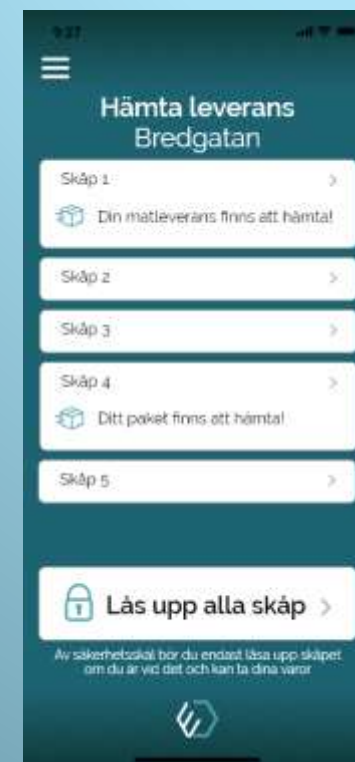 9:37
Hämta leverans
Bredgatan
Skåp 1
Din matleverans finns att hämta!
Skåp 2
Skåp 3
Skåp 4
Ditt paket finns att hämta!
Skåp 5
Lås upp alla skåp
Av säkerhetsskäl bör du endast låsa upp skåpet
om du är vid det och kan ta dina varor